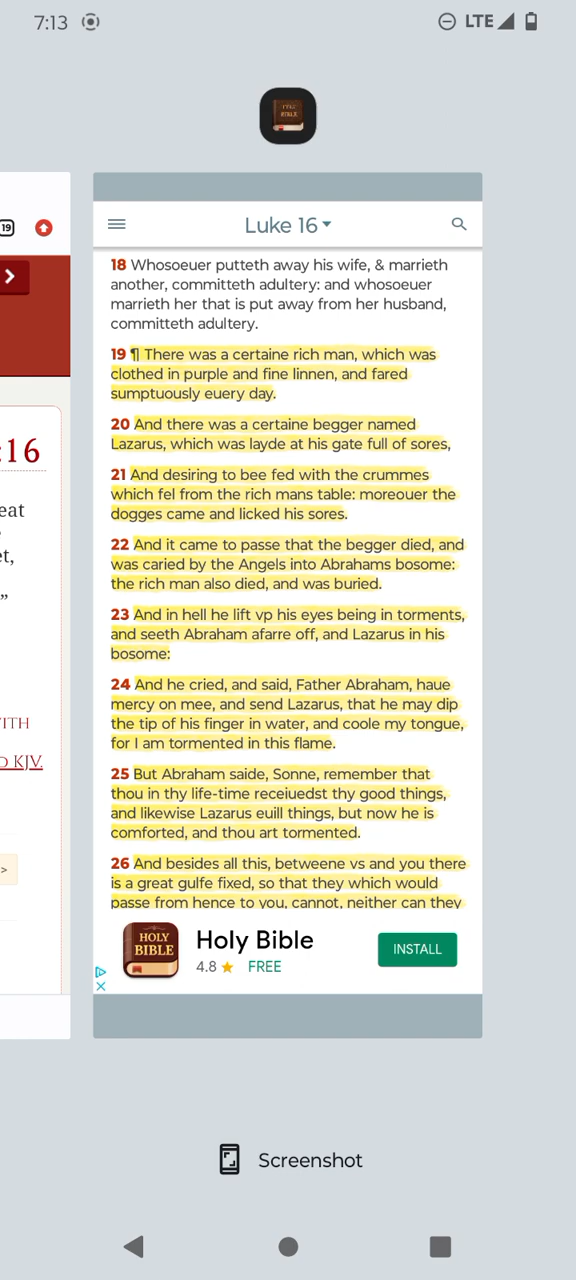 7:13 LTE
HOLY BIBLE
19
:16
eat
et,
”
ITH
D KJV.
>
Luke 16
18 Whosoeuer putteth away his wife, & marrieth
another, committeth adultery: and whosoeuer
marrieth her that is put away from her husband,
committeth adultery.
19 ¶ There was a certaine rich man, which was
clothed in purple and fine linnen, and fared
sumptuously euery day.
20 And there was a certaine begger named
Lazarus, which was layde at his gate full of sores,
21 And desiring to bee fed with the crummes
which fel from the rich mans table: moreouer the
dogges came and licked his sores.
22 And it came to passe that the begger died, and
was caried by the Angels into Abrahams bosome:
the rich man also died, and was buried.
23 And in hell he lift vp his eyes being in torments,
and seeth Abraham afarre off, and Lazarus in his
bosome:
24 And he cried, and said, Father Abraham, haue
mercy on mee, and send Lazarus, that he may dip
the tip of his finger in water, and coole my tongue,
for I am tormented in this flame.
25 But Abraham saide, Sonne, remember that
thou in thy life-time receiuedst thy good things,
and likewise Lazarus euill things, but now he is
comforted, and thou art tormented.
26 And besides all this, betweene vs and you there
is a great gulfe fixed, so that they which would
passe from hence to you, cannot, neither can they
HOLY
BIBLE
Holy Bible
4.8 ★ FREE
INSTALL
Screenshot